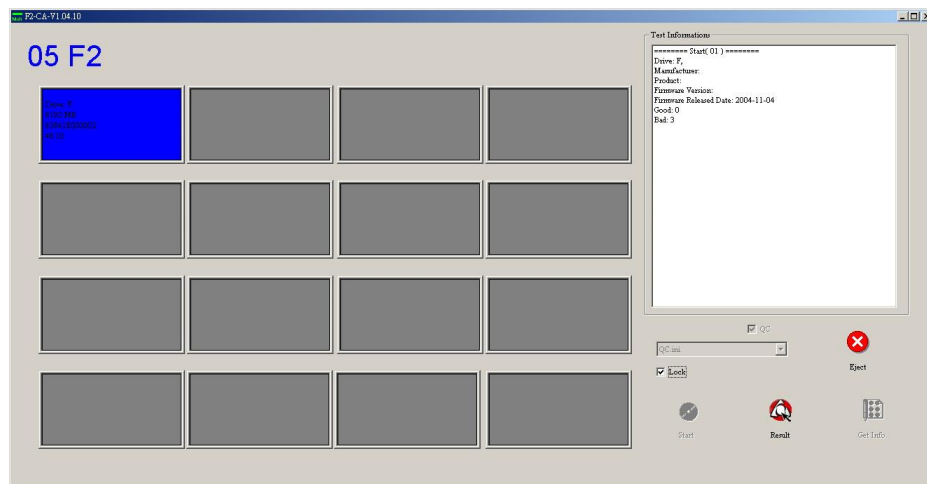 F2-CA-V1.04.10
05 F2
Test Informations
======== Start( 01 ) ========
Drive: F,
Manufacturer:
Product:
Firmware Version:
Firmware Released Date: 2004-11-04
Good: 0
Bad: 3
Drive: F
QC
QC.ini
Lock
Eject
Start
Result
Get Info.